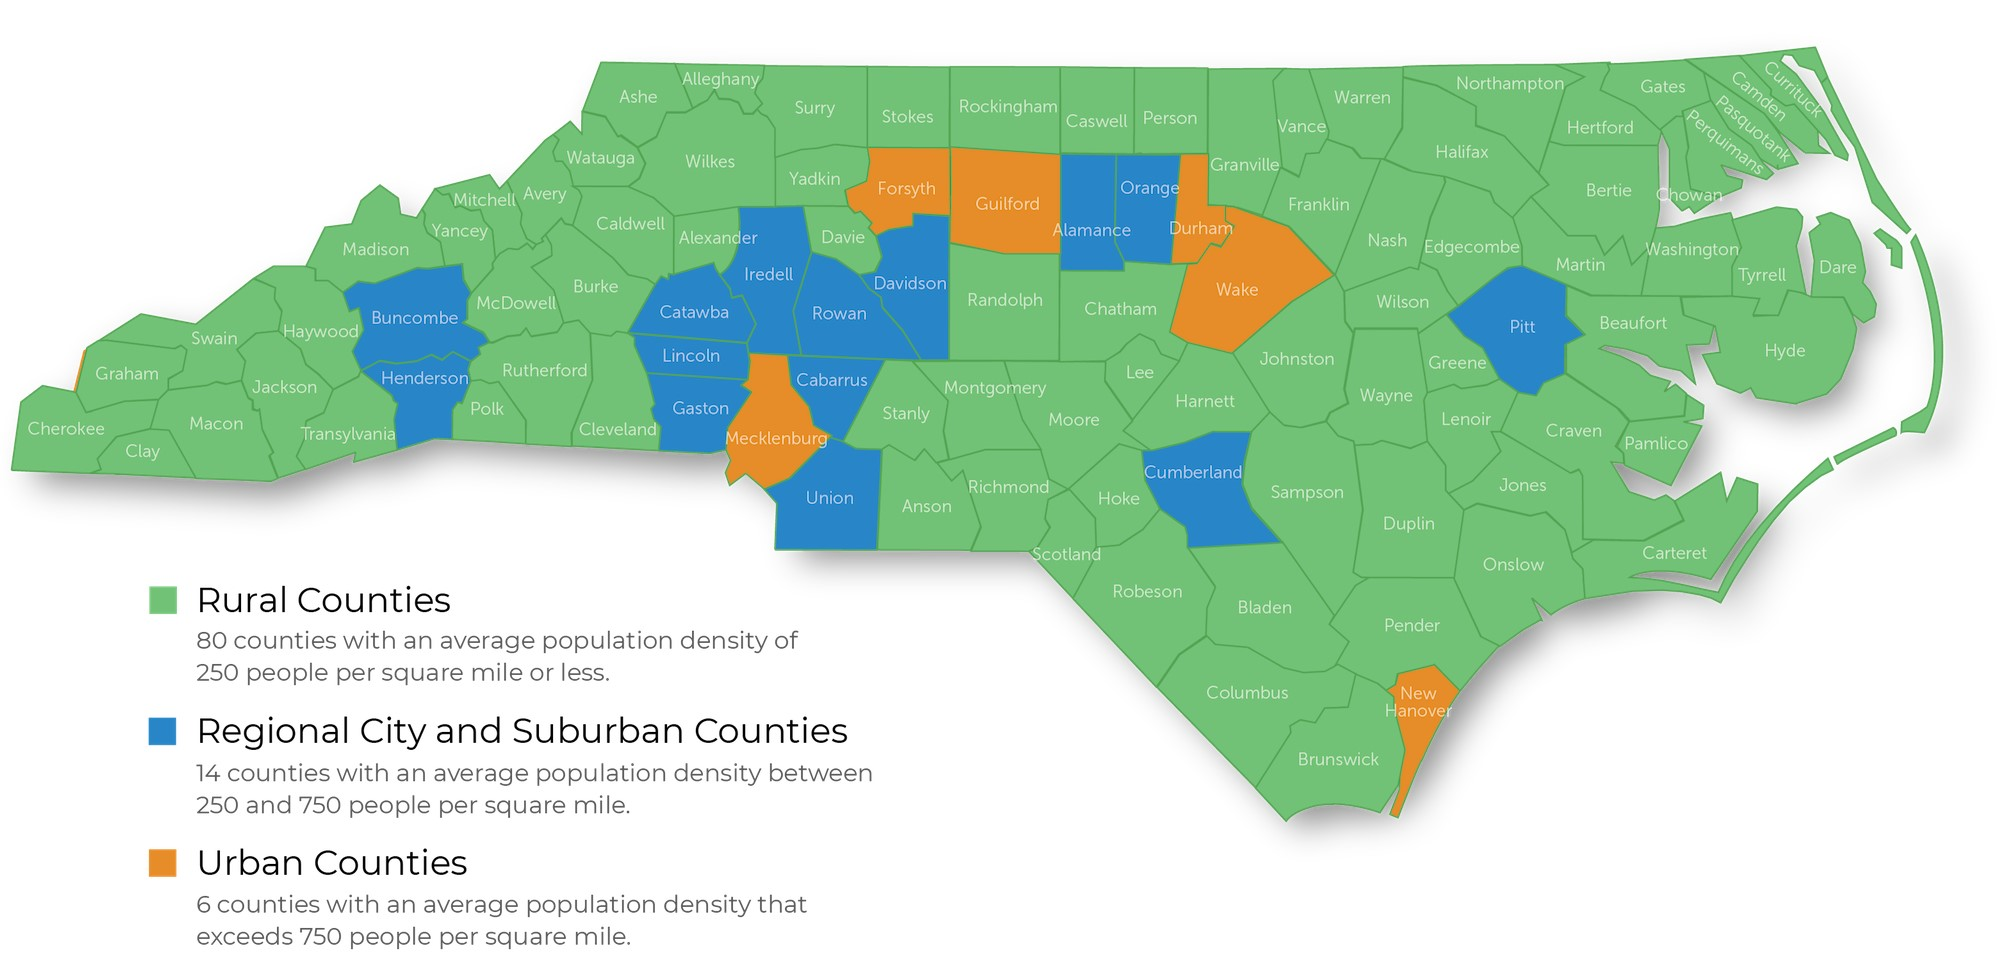 Alleghany
Ashe
Surry
Stokes
Rockingham
Caswell
Person
Vance
Warren
Northampton
Gates
Camden
Currituck
Pasquotank
Perquimans
Hertford
Watauga
Wilkes
Yadkin
Forsyth
Guilford
Alamance
Orange
Durham
Granville
Franklin
Halifax
Bertie
Chowan
Mitchell
Avery
Yancey
Caldwell
Alexander
Iredell
Davie
Davidson
Madison
Nash
Edgecombe
Martin
Washington
Tyrrell
Dare
Buncombe
McDowell
Burke
Catawba
Rowan
Randolph
Chatham
Wake
Wilson
Pitt
Beaufort
Hyde
Swain
Haywood
Lincoln
Cabarrus
Johnston
Greene
Graham
Jackson
Henderson
Rutherford
Polk
Cleveland
Gaston
Mecklenburg
Stanly
Montgomery
Moore
Lee
Harnett
Wayne
Lenoir
Craven
Pamlico
Cherokee
Clay
Macon
Transylvania
Union
Anson
Richmond
Hoke
Cumberland
Sampson
Duplin
Jones
Carteret
Onslow
Scotland
Robeson
Bladen
Pender
Columbus
Brunswick
New
Hanover
Rural Counties
80 counties with an average population density of
250 people per square mile or less.
Regional City and Suburban Counties
14 counties with an average population density between
250 and 750 people per square mile.
Urban Counties
6 counties with an average population density that
exceeds 750 people per square mile.